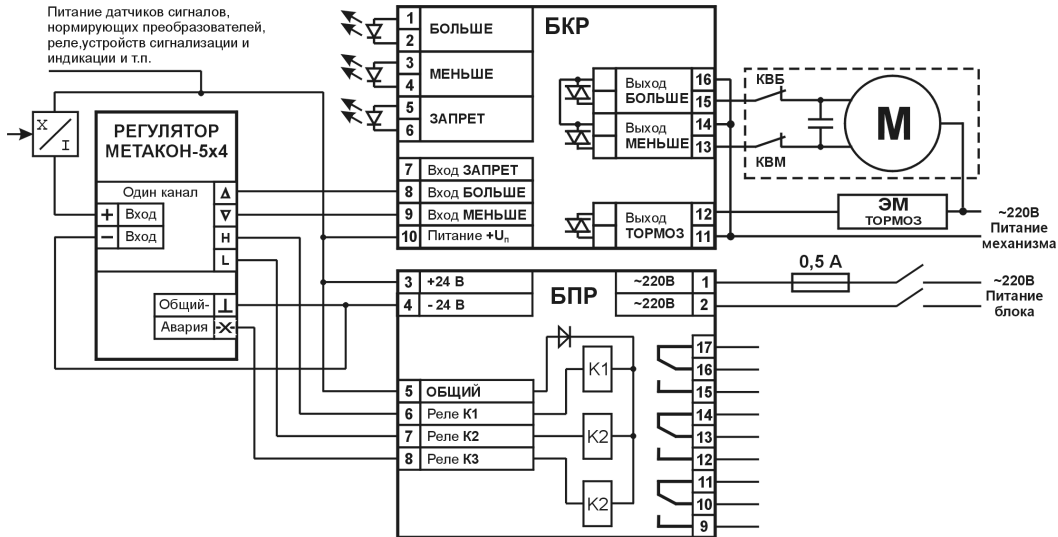 Питание датчиков сигналов,
нормирующих преобразователей,
реле,устройств сигнализации и
индикации и т.п.
X
I
РЕГУЛЯТОР
МЕТАКОН-5х4
Один канал
Δ
∇
+ Вход
− Вход
H
L
Общий- ⊥
Авария -X-
БКР
1
2
БОЛЬШЕ
3
4
МЕНЬШЕ
5
6
ЗАПРЕТ
7 Вход ЗАПРЕТ
8 Вход БОЛЬШЕ
9 Вход МЕНЬШЕ
10 Питание +Uп
Выход
БОЛЬШЕ
16
15
Выход
МЕНЬШЕ
14
13
Выход
ТОРМОЗ
12
11
КВБ
КВМ
М
ЭМ
ТОРМОЗ
~220В
Питание
механизма
БПР
3 +24 В
4 - 24 В
~220В 1
~220В 2
0,5 А
~220В
Питание
блока
5 ОБЩИЙ
6 Реле К1
7 Реле К2
8 Реле К3
К1
К2
К2
17
16
15
14
13
12
11
10
9